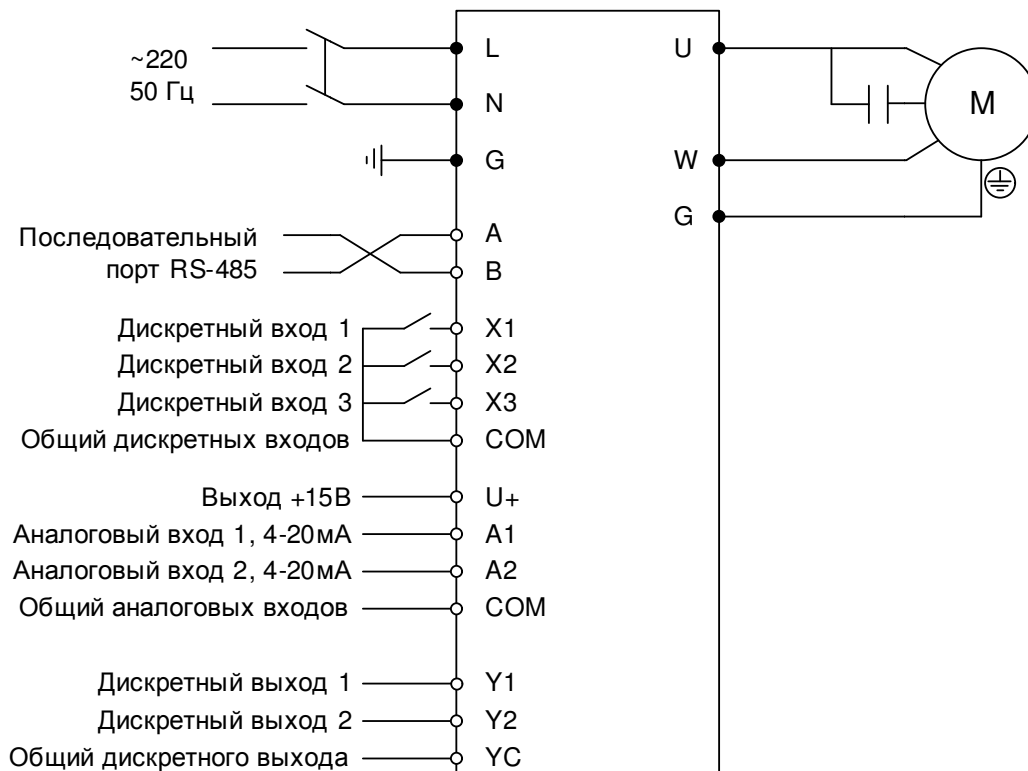 ~220
50 Гц
L
N
G
U
W
G
M
Последовательный
порт RS-485
A
B
Дискретный вход 1
X1
Дискретный вход 2
X2
Дискретный вход 3
X3
Общий дискретных входов
COM
Выход +15В
U+
Аналоговый вход 1, 4-20мА
A1
Аналоговый вход 2, 4-20мА
A2
Общий аналоговых входов
COM
Дискретный выход 1
Y1
Дискретный выход 2
Y2
Общий дискретного выхода
YC